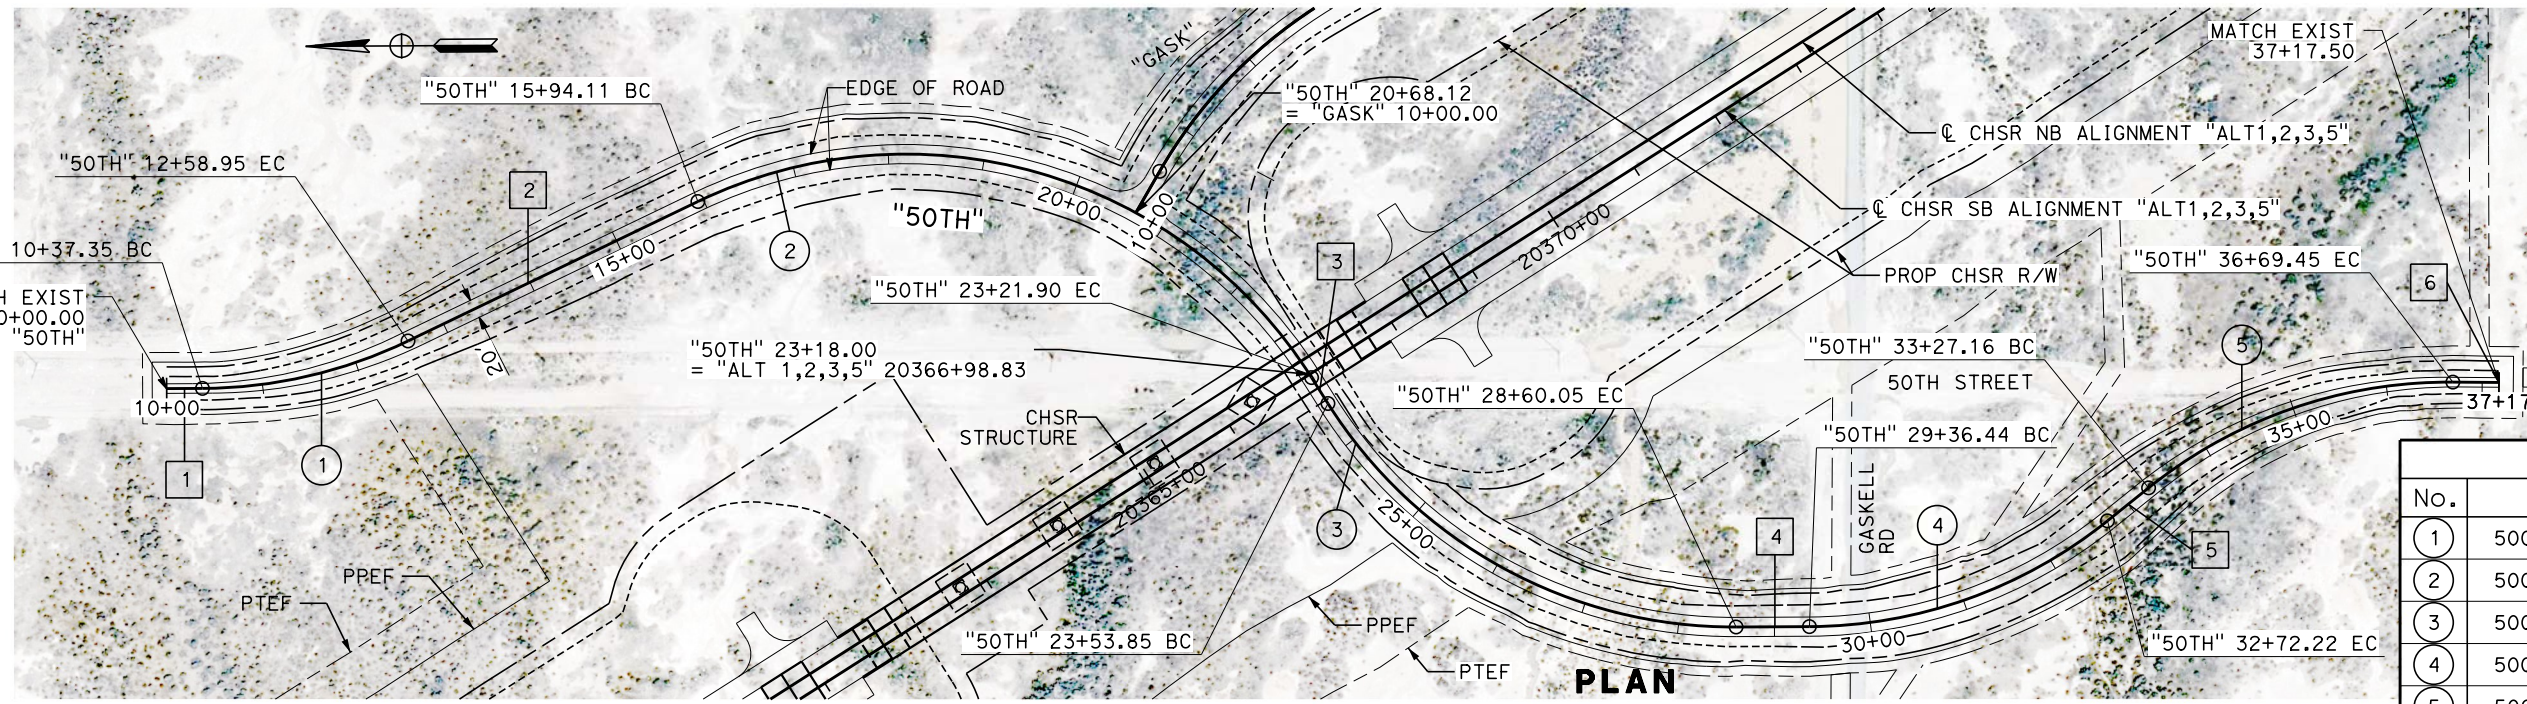 "GASK"
MATCH EXIST
37+17.50
"50TH" 15+94.11 BC
EDGE OF ROAD
"50TH" 20+68.12
= "GASK" 10+00.00
℄ CHSR NB ALIGNMENT "ALT1,2,3,5"
"50TH" 12+58.95 EC
2
20+00
"50TH"
10+00
℄ CHSR SB ALIGNMENT "ALT1,2,3,5"
10+37.35 BC
15+00
2
3
20370+00
PROP CHSR R/W
"50TH" 36+69.45 EC
6
H EXIST
0+00.00
"50TH"
"50TH" 23+21.90 EC
20'
"50TH" 23+18.00
= "ALT 1,2,3,5" 20366+98.83
"50TH" 33+27.16 BC
5
50TH STREET
10+00
"50TH" 28+60.05 EC
37+17
CHSR
STRUCTURE
"50TH" 29+36.44 BC
35+00
1
1
20365+00
3
25+00
4
GASKELL
RD
4
5
No.
1 500
2 500
3 500
4 500
5 500
PPEF
PTEF
"50TH" 23+53.85 BC
PPEF
PTEF
30+00
"50TH" 32+72.22 EC
PLAN